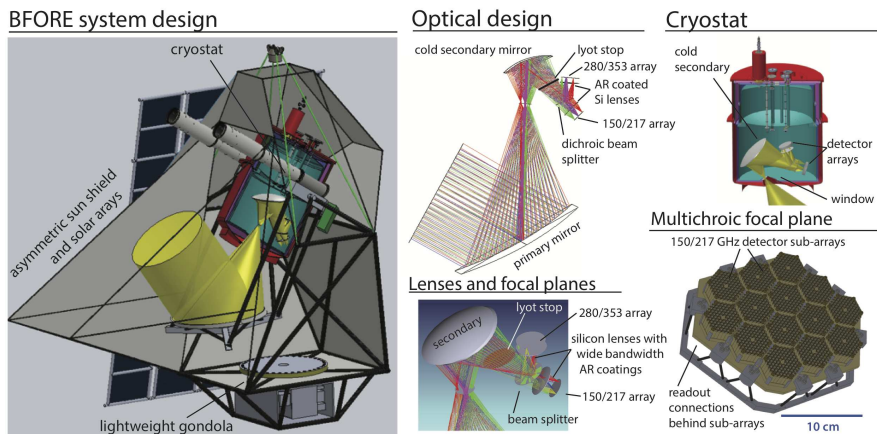 BFORE system design
cryostat
asymmetric sun shield
and solar arays
lightweight gondola
Optical design
cold secondary mirror
lyot stop
280/353 array
AR coated
Si lenses
150/217 array
dichroic beam
splitter
primary mirror
Lenses and focal planes
lyot stop
secondary
280/353 array
silicon lenses with
wide bandwidth
AR coatings
150/217 array
beam splitter
Cryostat
cold
secondary
detector
arrays
window
Multichroic focal plane
150/217 GHz detector sub-arrays
readout
connections
behind sub-arrays
10 cm